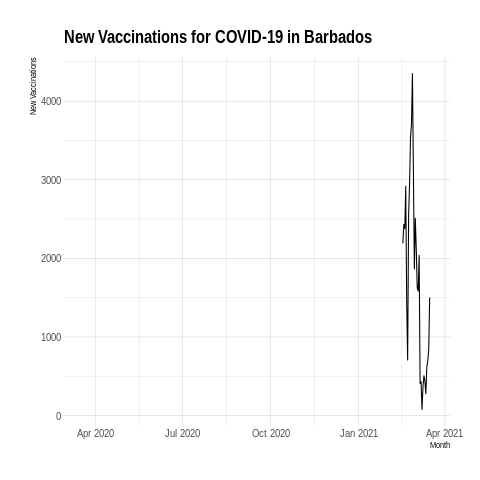 New Vaccinations for COVID-19 in Barbados
New Vaccinations
4000
3000
2000
1000
0
Apr 2020 Jul 2020 Oct 2020 Jan 2021 Apr 2021
Month